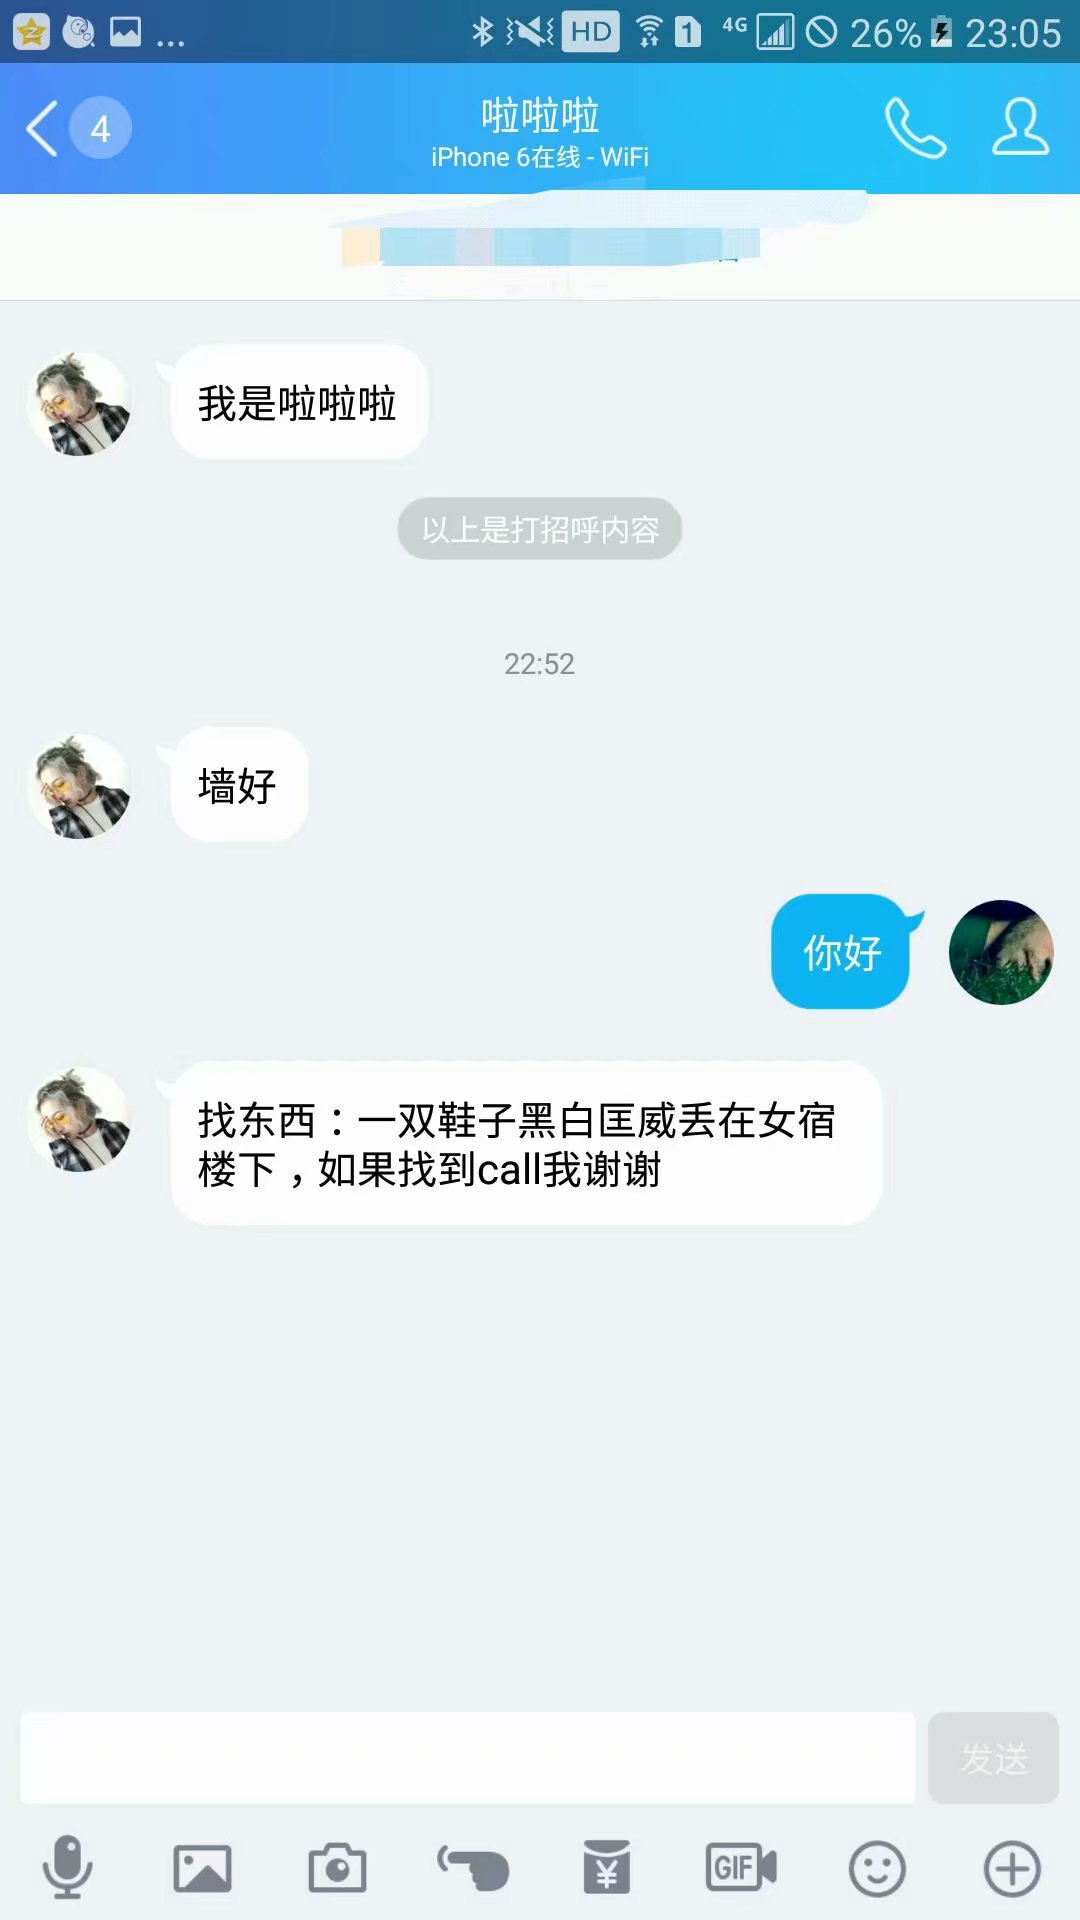 HD 1 4G 26% 23:05
4
啦啦啦
iPhone 6在线 - WiFi
我是啦啦啦
以上是打招呼内容
22:52
墙好
你好
找东西：一双鞋子黑白匡威丢在女宿
楼下，如果找到call我谢谢
发送
GIF